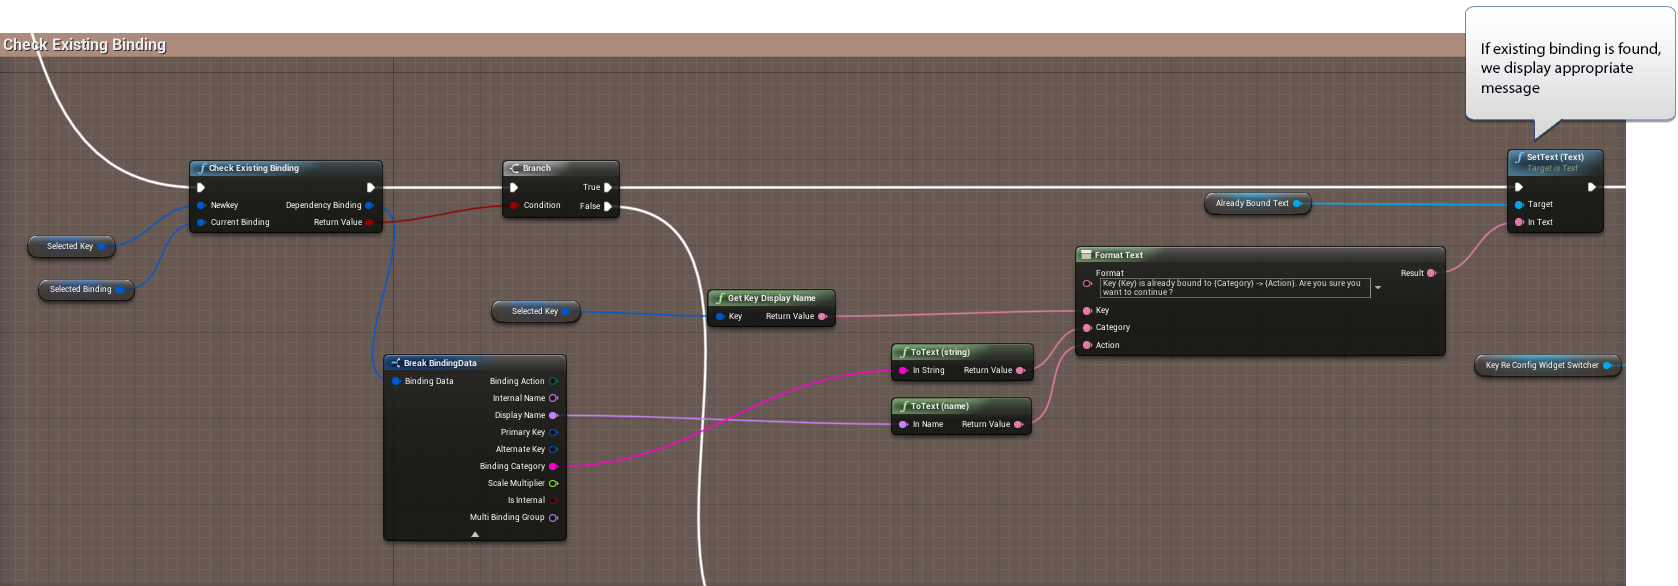 Check Existing Binding
If existing binding is found,
we display appropriate
message
Check Existing Binding
Newkey
Dependency Binding
Current Binding
Return Value
Selected Key
Selected Binding
Branch
True
Condition
False
SetText (Text)
Target is Text
Target
In Text
Already Bound Text
Format Text
Format
Result
Key {Key} is already bound to {Category} -> {Action}. Are you sure you
want to continue ?
Key
Category
Action
Selected Key
Get Key Display Name
Key
Return Value
ToText (string)
In String
Return Value
ToText (name)
In Name
Return Value
Key Re Config Widget Switcher
Break BindingData
Binding Data
Binding Action
Internal Name
Display Name
Primary Key
Alternate Key
Binding Category
Scale Multiplier
Is Internal
Multi Binding Group